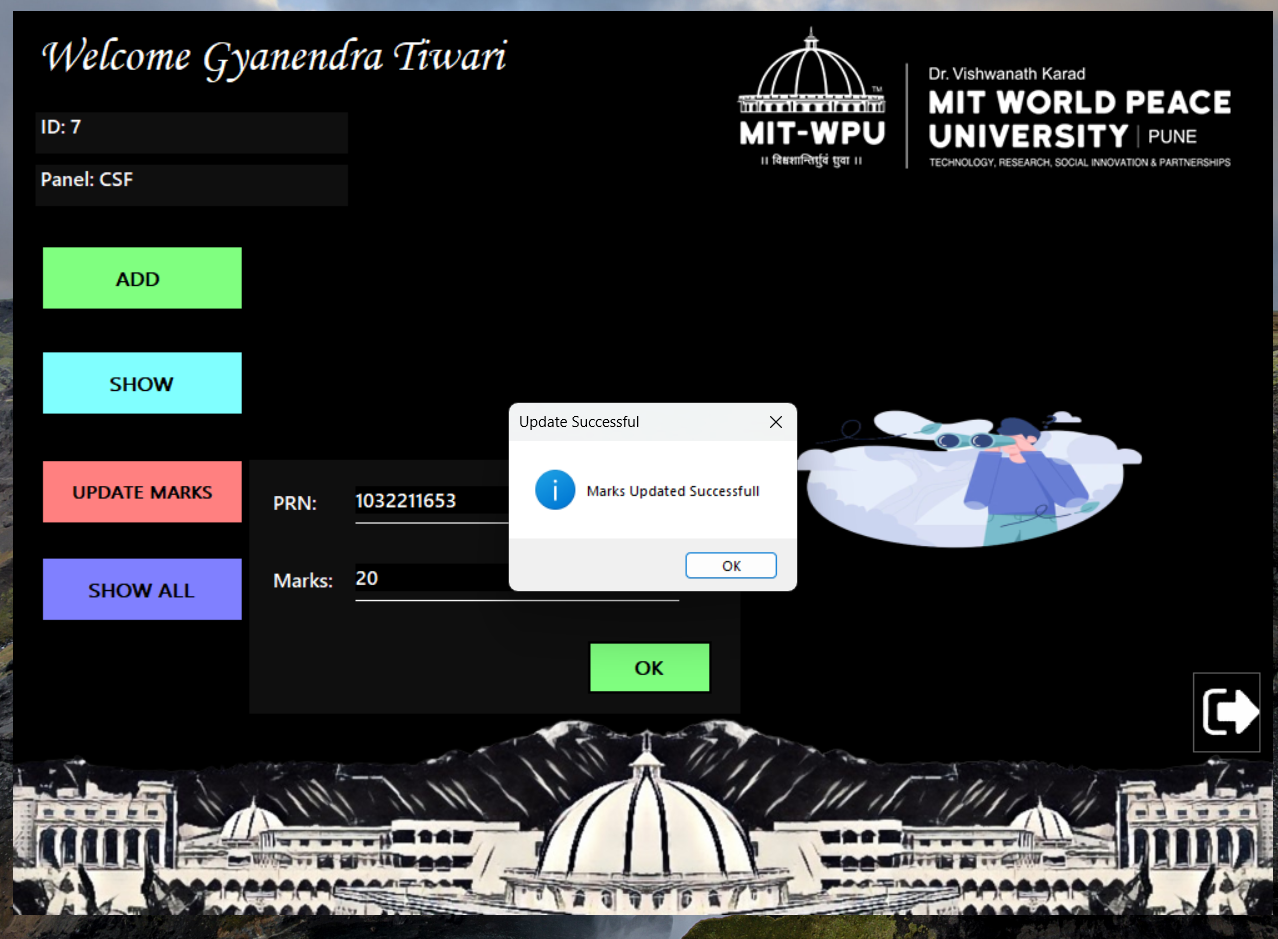 Welcome Gyanendra Tiwari
ID: 7
Panel: CSF
TM
MIT-WPU
Dr. Vishwanath Karad
MIT WORLD PEACE
UNIVERSITY | PUNE
TECHNOLOGY, RESEARCH, SOCIAL INNOVATION & PARTNERSHIPS
ADD
SHOW
UPDATE MARKS
SHOW ALL
PRN: 1032211653
Marks: 20
OK
Update Successful
Marks Updated Successfull
OK